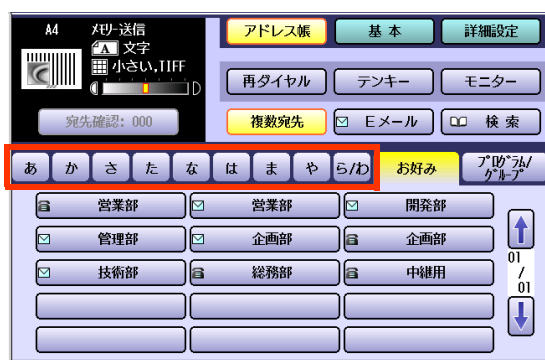 A4 ﾒﾓﾘｰ送信
A 文字
小さい,TIFF
D
宛先確認: 000
アドレス帳 基本 詳細設定
再ダイヤル テンキー モニター
複数宛先 Eメール 検索
あ か さ た な は ま や ら/わ お好み ﾌﾟﾛｸﾞﾗﾑ/
ｸﾞﾙｰﾌﾟ
営業部 営業部 開発部
管理部 企画部 企画部
技術部 総務部 中継用
01
/
01